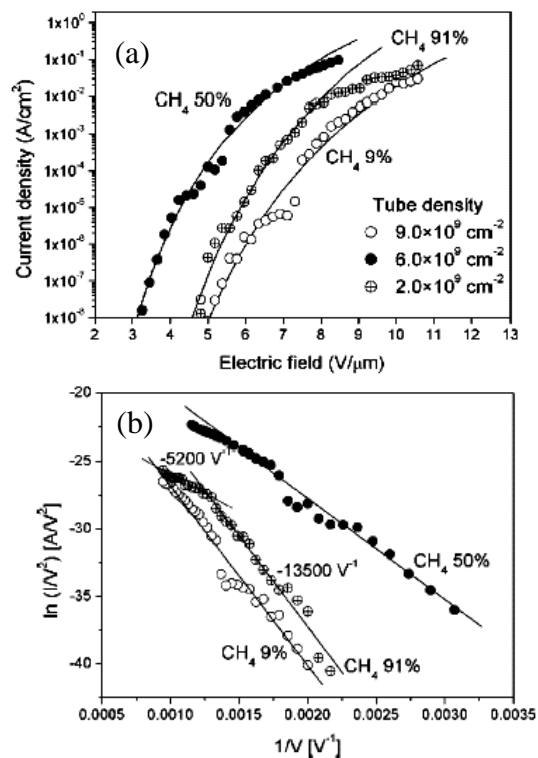 (a)
Current density (A/cm²)
1x10¹
1x10⁰
1x10⁻¹
1x10⁻²
1x10⁻³
1x10⁻⁴
1x10⁻⁵
1x10⁻⁶
1x10⁻⁷
1x10⁻⁸
CH₄ 91%
CH₄ 50%
CH₄ 9%
Tube density
9.0×10⁹ cm⁻²
6.0×10⁹ cm⁻²
2.0×10⁹ cm⁻²
2 3 4 5 6 7 8 9 10 11 12 13
Electric field (V/μm)
(b)
ln (I/V²) [A/V²]
-20
-25
-30
-35
-40
-5200 V⁻¹
-13500 V⁻¹
CH₄ 50%
CH₄ 9%
CH₄ 91%
0.0005 0.0010 0.0015 0.0020 0.0025 0.0030 0.0035
1/V [V⁻¹]